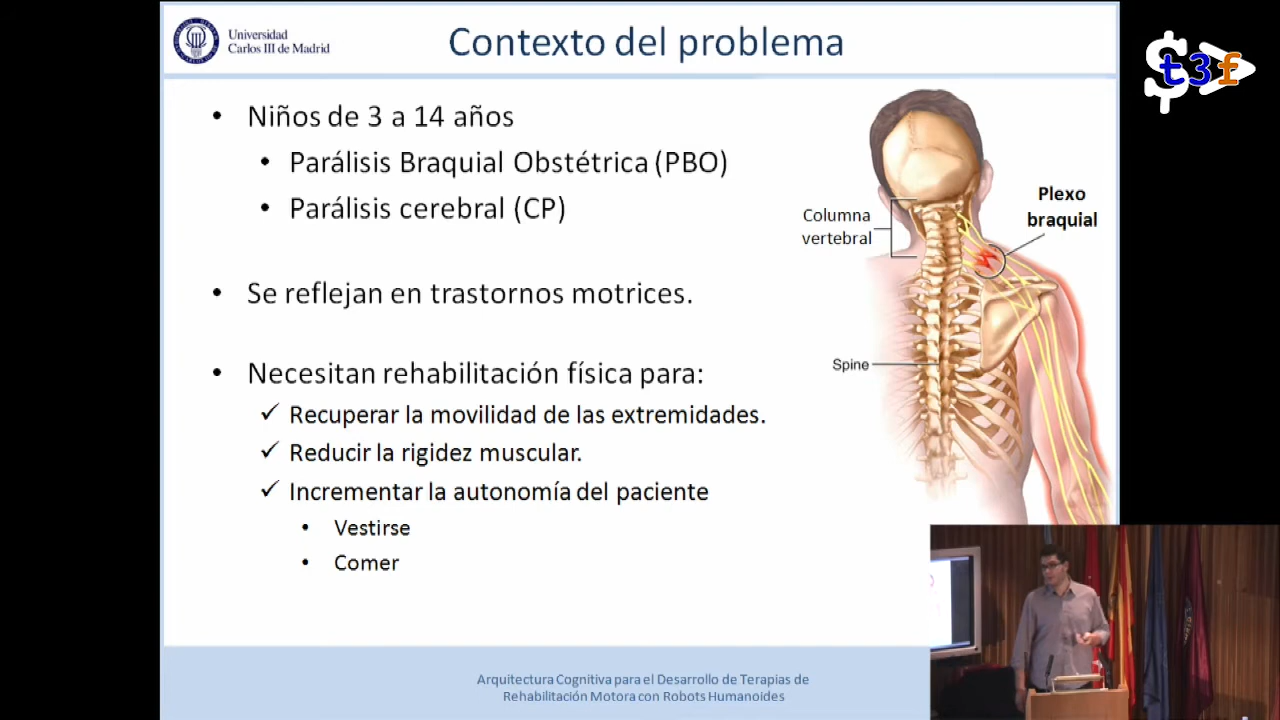 Universidad
Carlos III de Madrid
Contexto del problema
t3f
• Niños de 3 a 14 años
• Parálisis Braquial Obstétrica (PBO)
• Parálisis cerebral (CP)
• Se reflejan en trastornos motrices.
• Necesitan rehabilitación física para:
✓ Recuperar la movilidad de las extremidades.
✓ Reducir la rigidez muscular.
✓ Incrementar la autonomía del paciente
• Vestirse
• Comer
Plexo
braquial
Columna
vertebral
Spine
Arquitectura Cognitiva para el Desarrollo de Terapias de
Rehabilitación Motora con Robots Humanoides